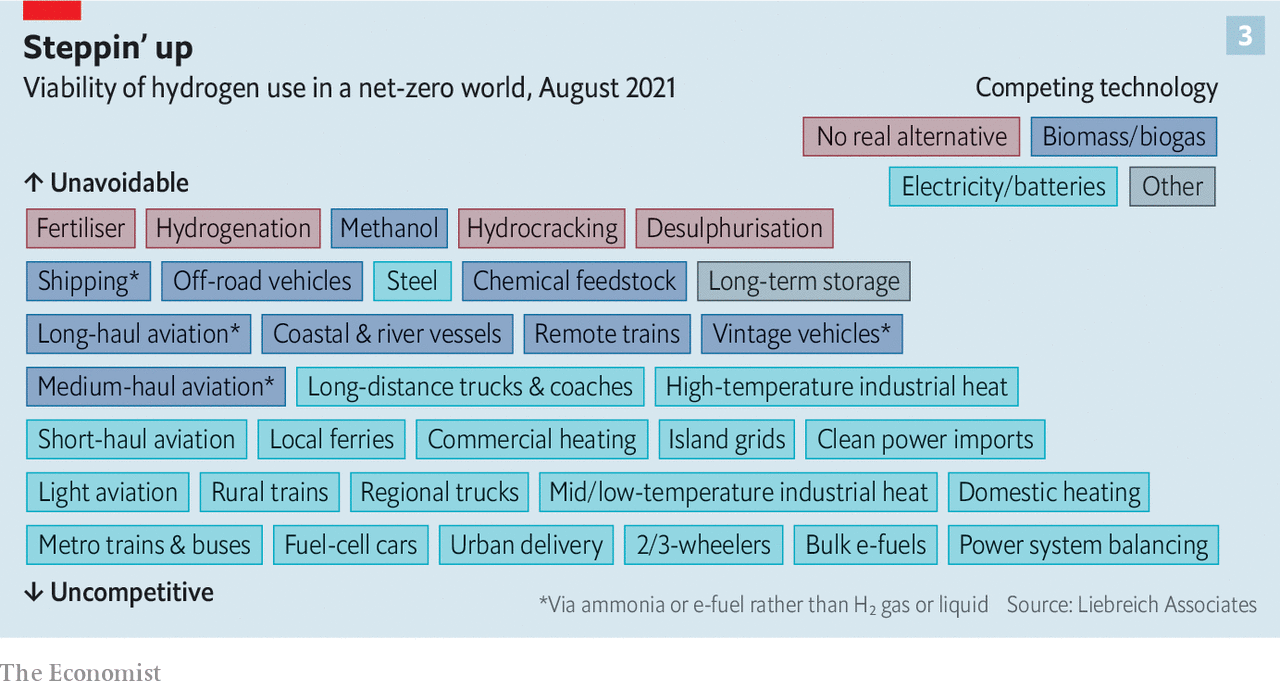 3
Steppin’ up
Viability of hydrogen use in a net-zero world, August 2021
Competing technology
No real alternative Biomass/biogas
Electricity/batteries Other
↑ Unavoidable
Fertiliser Hydrogenation Methanol Hydrocracking Desulphurisation
Shipping* Off-road vehicles Steel Chemical feedstock Long-term storage
Long-haul aviation* Coastal & river vessels Remote trains Vintage vehicles*
Medium-haul aviation* Long-distance trucks & coaches High-temperature industrial heat
Short-haul aviation Local ferries Commercial heating Island grids Clean power imports
Light aviation Rural trains Regional trucks Mid/low-temperature industrial heat Domestic heating
Metro trains & buses Fuel-cell cars Urban delivery 2/3-wheelers Bulk e-fuels Power system balancing
↓ Uncompetitive
*Via ammonia or e-fuel rather than H₂ gas or liquid Source: Liebreich Associates
The Economist